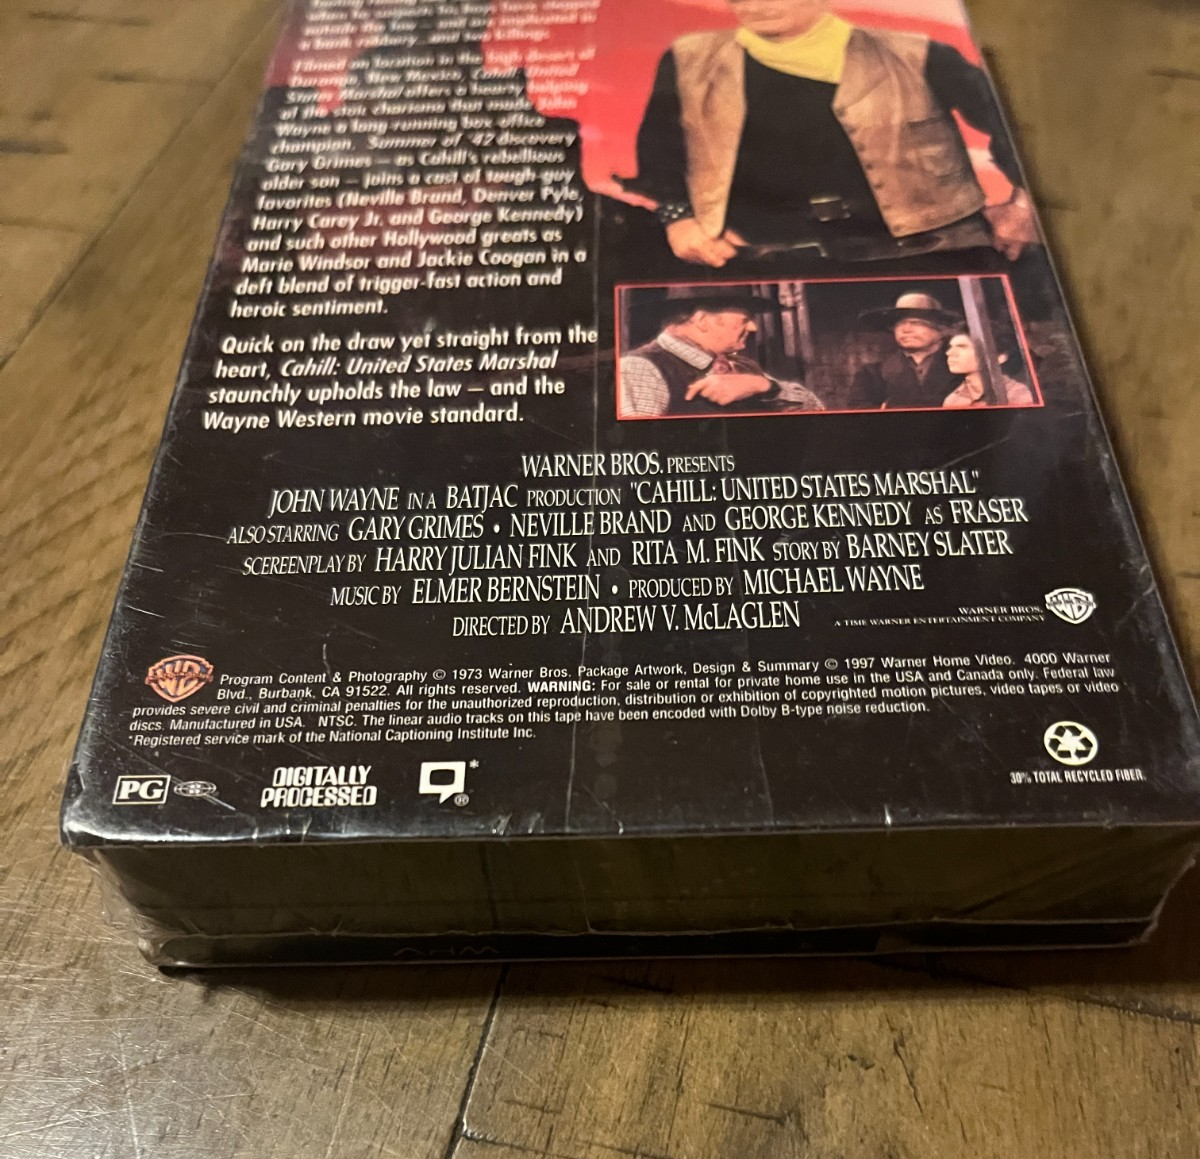 when he suspects his boys have stepped
outside the law — and are implicated in
a bank robbery...and two killings.
Filmed on location in the high desert of
Durango, New Mexico, Cahill: United
States Marshal offers a hearty helping
of the stoic charisma that made John
Wayne a long-running box office
champion. Summer of '42 discovery
Gary Grimes — as Cahill's rebellious
older son — joins a cast of tough-guy
favorites (Neville Brand, Denver Pyle,
Harry Carey Jr. and George Kennedy)
and such other Hollywood greats as
Marie Windsor and Jackie Coogan in a
deft blend of trigger-fast action and
heroic sentiment.
Quick on the draw yet straight from the
heart, Cahill: United States Marshal
staunchly upholds the law — and the
Wayne Western movie standard.
WARNER BROS. PRESENTS
JOHN WAYNE IN A BATJAC PRODUCTION "CAHILL: UNITED STATES MARSHAL"
ALSO STARRING GARY GRIMES • NEVILLE BRAND AND GEORGE KENNEDY AS FRASER
SCEREENPLAY BY HARRY JULIAN FINK AND RITA M. FINK STORY BY BARNEY SLATER
MUSIC BY ELMER BERNSTEIN • PRODUCED BY MICHAEL WAYNE
DIRECTED BY ANDREW V. McLAGLEN
WARNER BROS.
A TIME WARNER ENTERTAINMENT COMPANY
Program Content & Photography © 1973 Warner Bros. Package Artwork, Design & Summary © 1997 Warner Home Video. 4000 Warner
Blvd., Burbank, CA 91522. All rights reserved. WARNING: For sale or rental for private home use in the USA and Canada only. Federal law
provides severe civil and criminal penalties for the unauthorized reproduction, distribution or exhibition of copyrighted motion pictures, video tapes or video
discs. Manufactured in USA. NTSC. The linear audio tracks on this tape have been encoded with Dolby B-type noise reduction.
*Registered service mark of the National Captioning Institute Inc.
PG
DIGITALLY
PROCESSED
*
®
30% TOTAL RECYCLED FIBER.